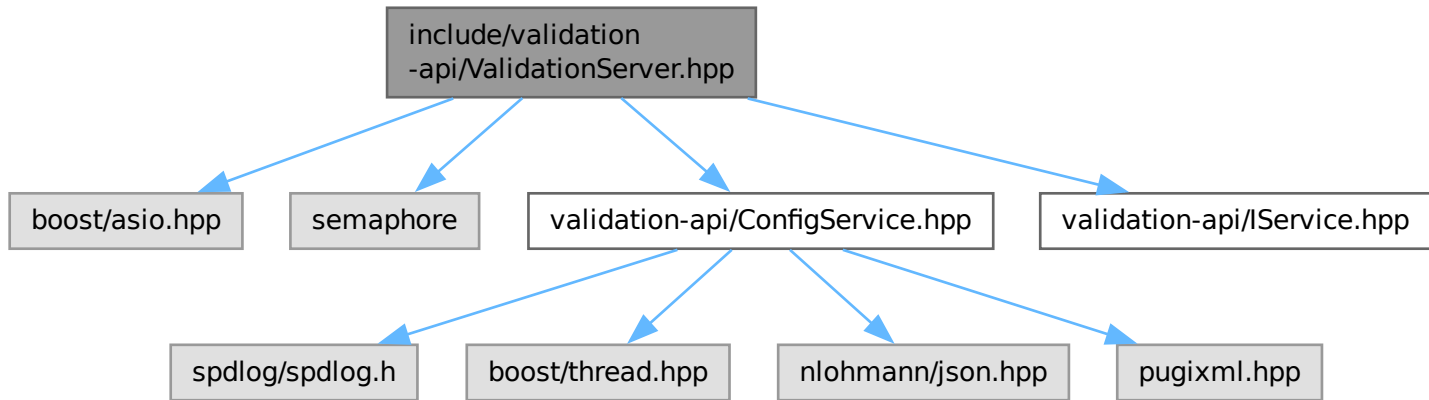 include/validation
-api/ValidationServer.hpp
boost/asio.hpp
semaphore
validation-api/ConfigService.hpp
validation-api/IService.hpp
spdlog/spdlog.h
boost/thread.hpp
nlohmann/json.hpp
pugixml.hpp